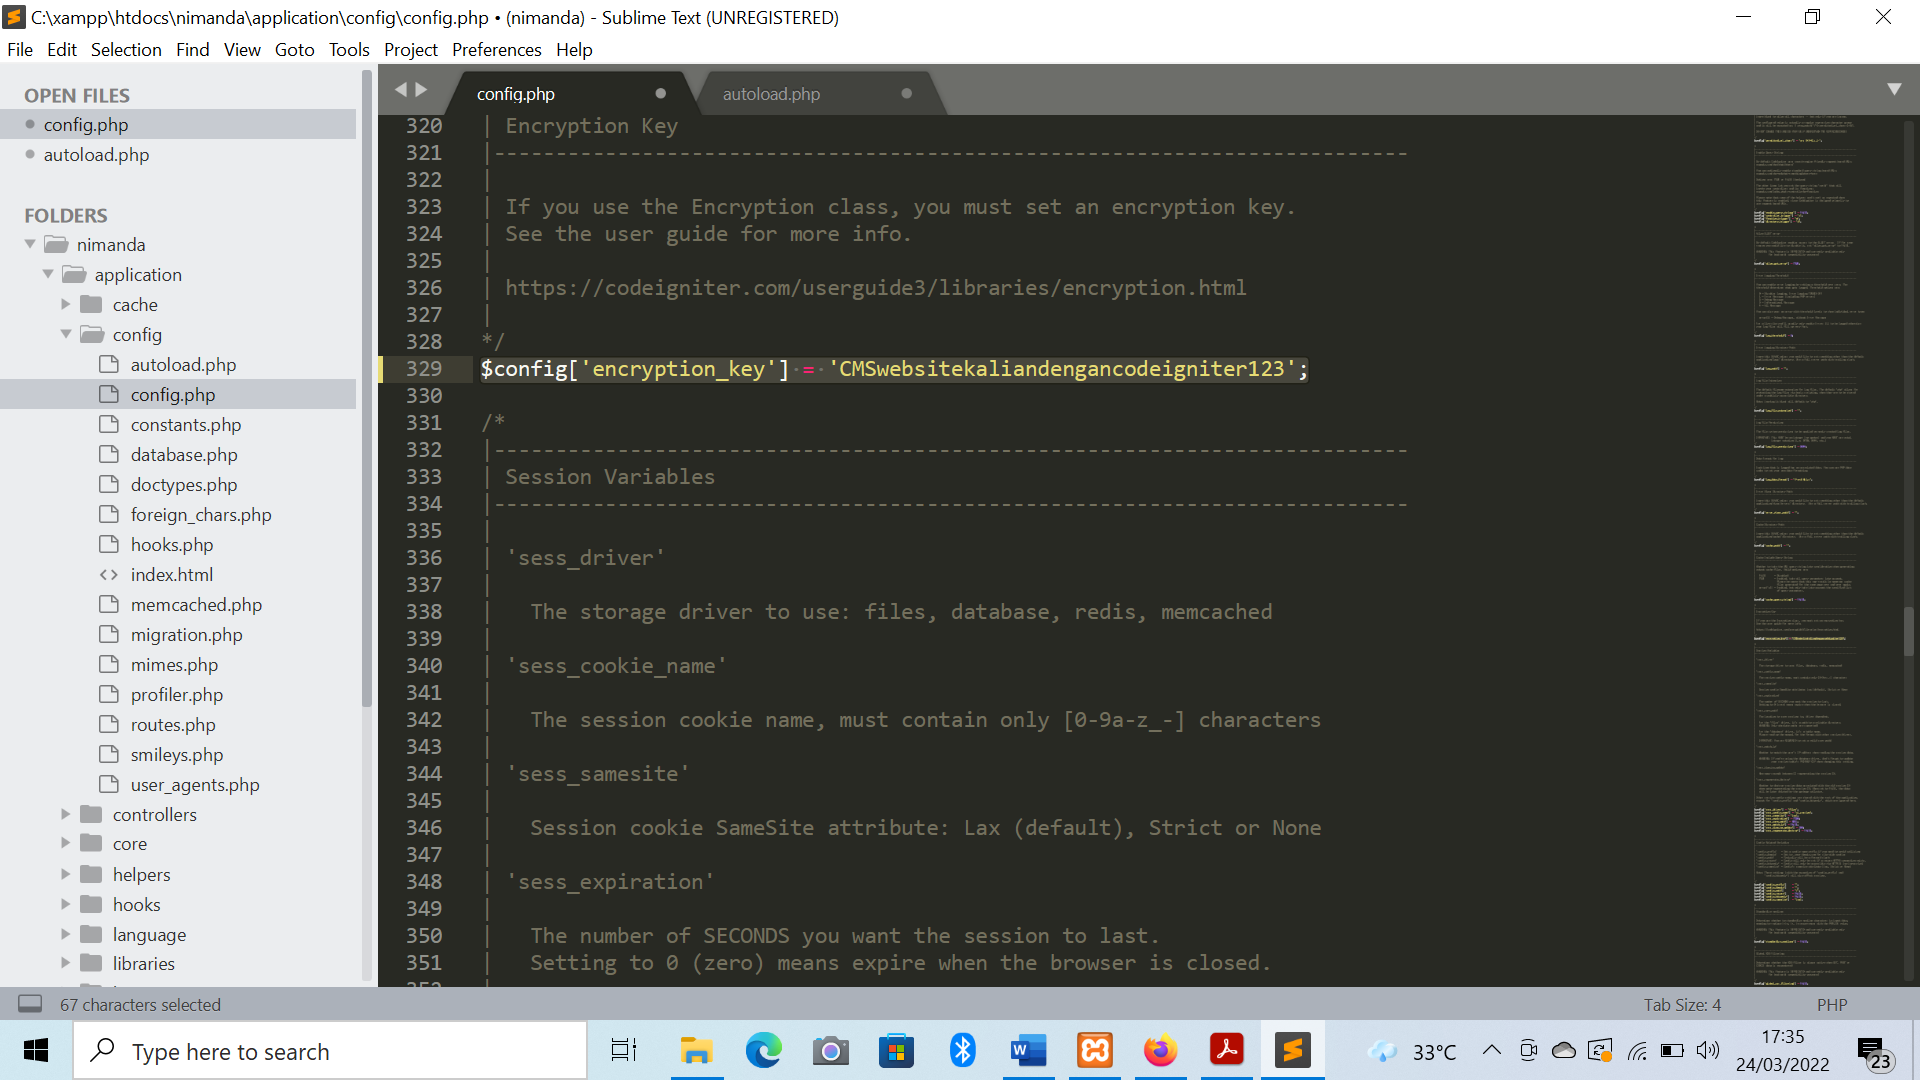 C:\xampp\htdocs\nimanda\application\config\config.php • (nimanda) - Sublime Text (UNREGISTERED)
File Edit Selection Find View Goto Tools Project Preferences Help
OPEN FILES
config.php
autoload.php
FOLDERS
nimanda
application
cache
config
autoload.php
config.php
constants.php
database.php
doctypes.php
foreign_chars.php
hooks.php
index.html
memcached.php
migration.php
mimes.php
profiler.php
routes.php
smileys.php
user_agents.php
controllers
core
helpers
hooks
language
libraries
config.php autoload.php
320 | Encryption Key
321 |--------------------------------------------------------------------------
322 |
323 | If you use the Encryption class, you must set an encryption key.
324 | See the user guide for more info.
325 |
326 | https://codeigniter.com/userguide3/libraries/encryption.html
327 |
328 */
329 $config['encryption_key'] = 'CMSwebsitekaliandengancodeigniter123';
330
331 /*
332 |--------------------------------------------------------------------------
333 | Session Variables
334 |--------------------------------------------------------------------------
335 |
336 | 'sess_driver'
337 |
338 | The storage driver to use: files, database, redis, memcached
339 |
340 | 'sess_cookie_name'
341 |
342 | The session cookie name, must contain only [0-9a-z_-] characters
343 |
344 | 'sess_samesite'
345 |
346 | Session cookie SameSite attribute: Lax (default), Strict or None
347 |
348 | 'sess_expiration'
349 |
350 | The number of SECONDS you want the session to last.
351 | Setting to 0 (zero) means expire when the browser is closed.
67 characters selected Tab Size: 4 PHP
Type here to search
33°C
17:35
24/03/2022
23